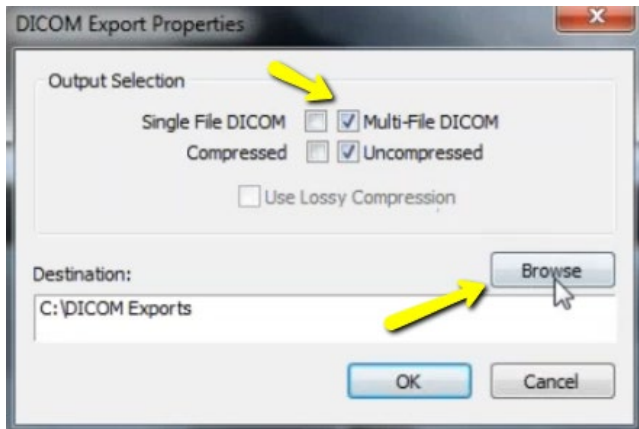 DICOM Export Properties
Output Selection
Single File DICOM Multi-File DICOM
Compressed Uncompressed
Use Lossy Compression
Destination:
Browse
C:\DICOM Exports
OK Cancel